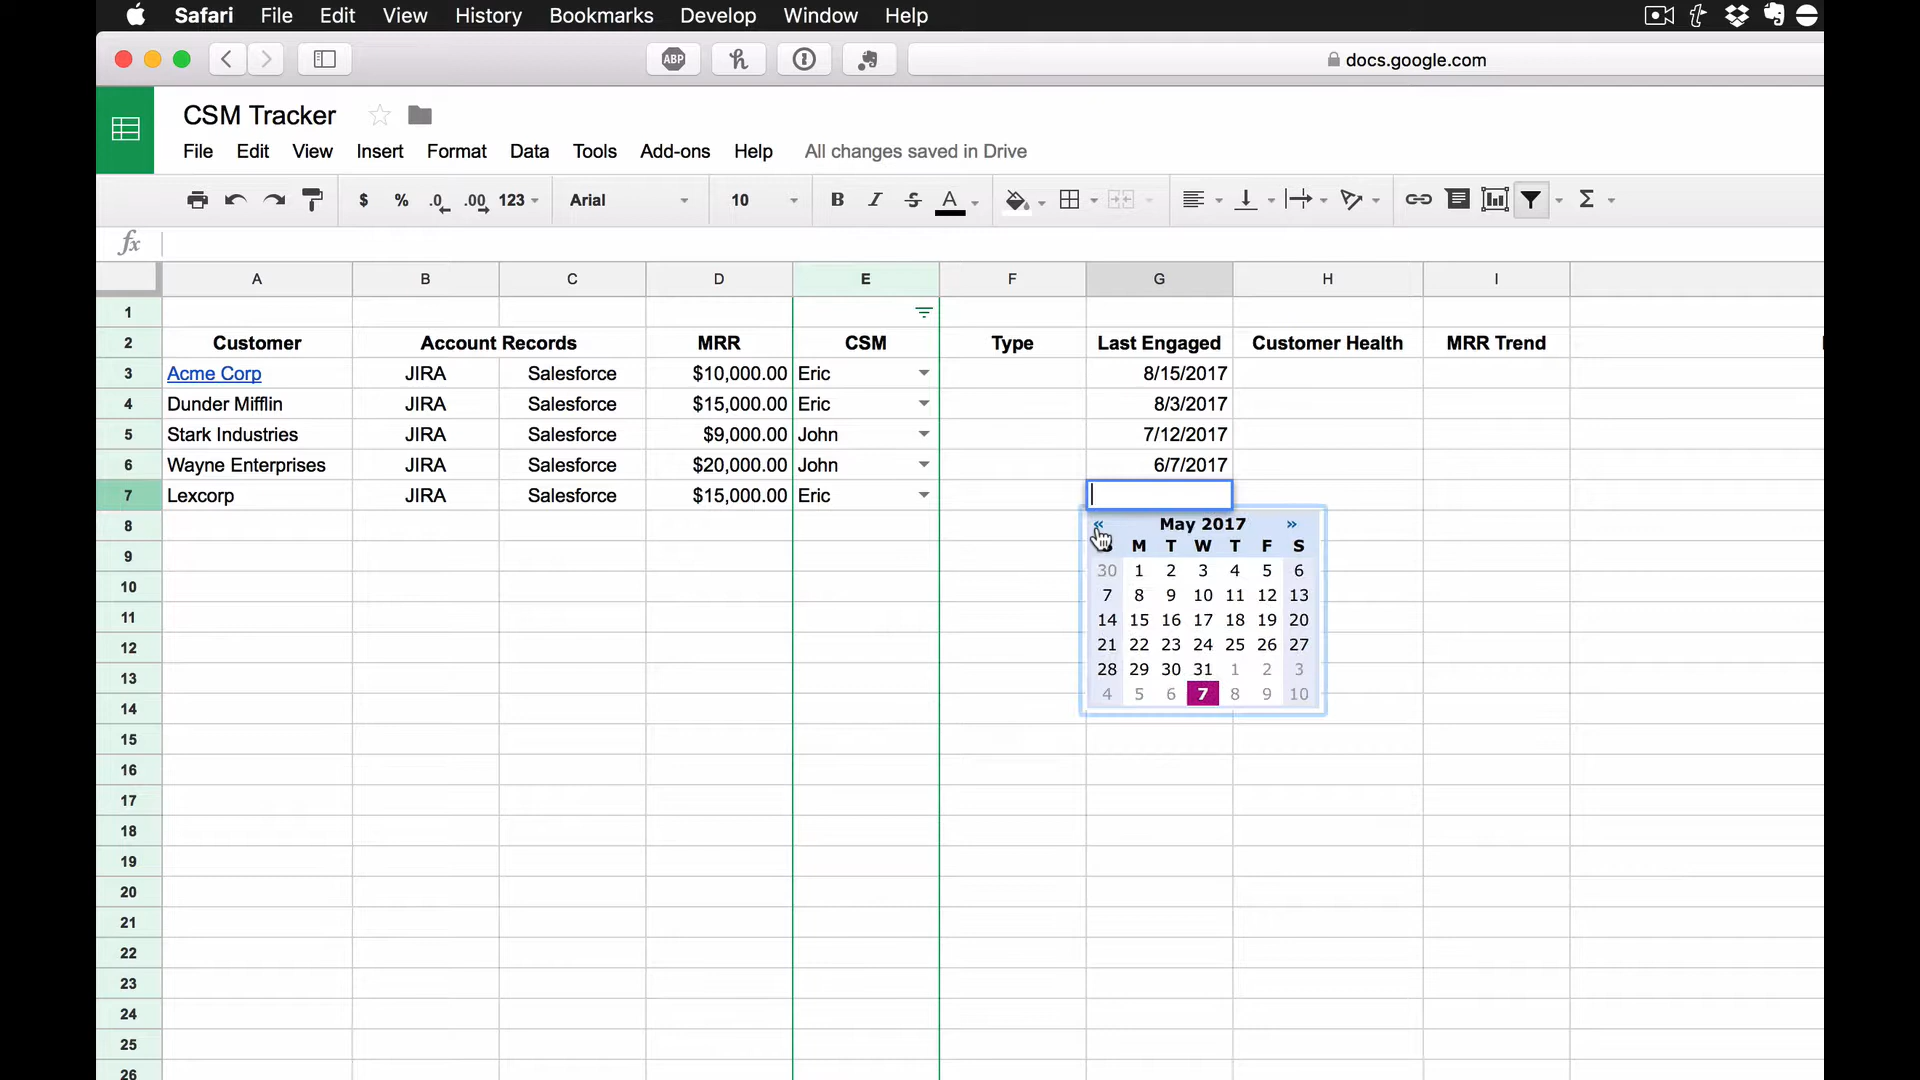 Safari File Edit View History Bookmarks Develop Window Help
ABP docs.google.com
CSM Tracker
File Edit View Insert Format Data Tools Add-ons Help All changes saved in Drive
$ % .0 .00 123 Arial 10 B I S A Σ
fx
A B C D E F G H I
1
2 Customer Account Records MRR CSM Type Last Engaged Customer Health MRR Trend
3 Acme Corp JIRA Salesforce $10,000.00 Eric 8/15/2017
4 Dunder Mifflin JIRA Salesforce $15,000.00 Eric 8/3/2017
5 Stark Industries JIRA Salesforce $9,000.00 John 7/12/2017
6 Wayne Enterprises JIRA Salesforce $20,000.00 John 6/7/2017
7 Lexcorp JIRA Salesforce $15,000.00 Eric
8
« May 2017 »
M T W T F S
9
30 1 2 3 4 5 6
10
7 8 9 10 11 12 13
11
14 15 16 17 18 19 20
12
21 22 23 24 25 26 27
13
28 29 30 31 1 2 3
14
4 5 6 7 8 9 10
15
16
17
18
19
20
21
22
23
24
25
26